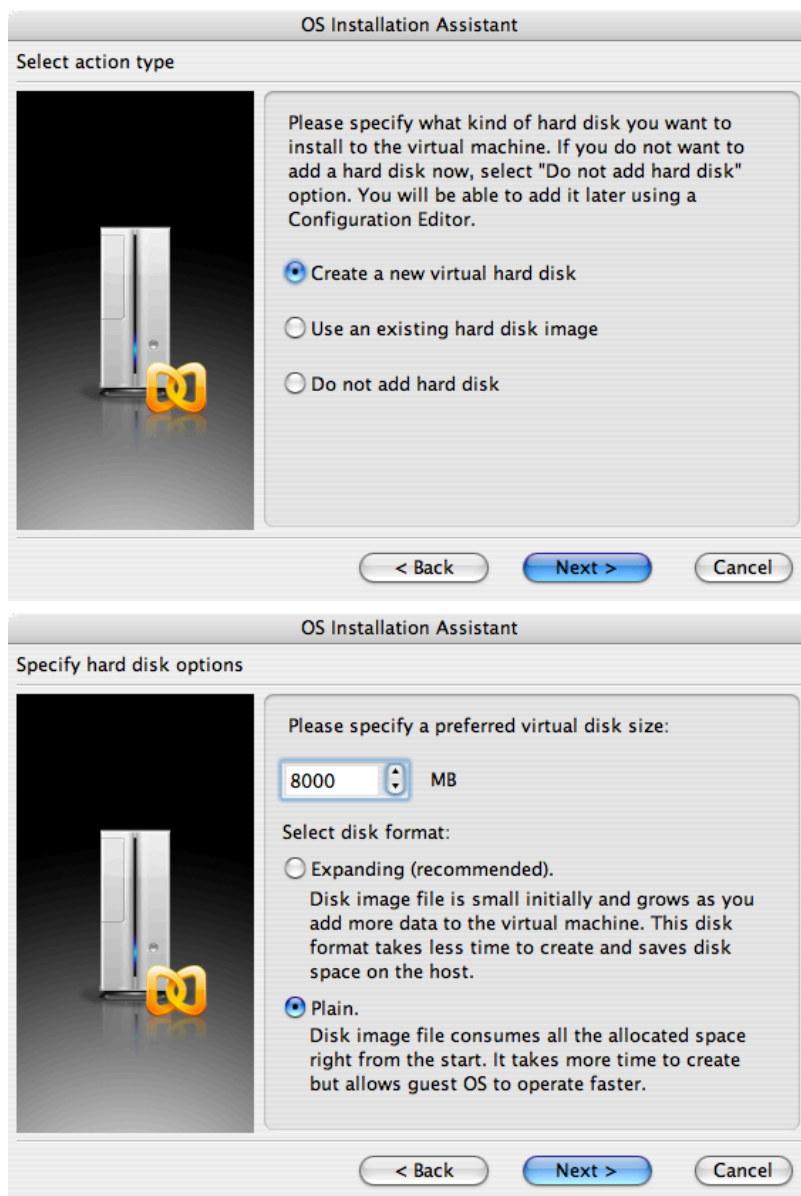 OS Installation Assistant
Select action type
Please specify what kind of hard disk you want to
install to the virtual machine. If you do not want to
add a hard disk now, select "Do not add hard disk"
option. You will be able to add it later using a
Configuration Editor.
Create a new virtual hard disk
Use an existing hard disk image
Do not add hard disk
< Back Next > Cancel
OS Installation Assistant
Specify hard disk options
Please specify a preferred virtual disk size:
8000 MB
Select disk format:
Expanding (recommended).
Disk image file is small initially and grows as you
add more data to the virtual machine. This disk
format takes less time to create and saves disk
space on the host.
Plain.
Disk image file consumes all the allocated space
right from the start. It takes more time to create
but allows guest OS to operate faster.
< Back Next > Cancel